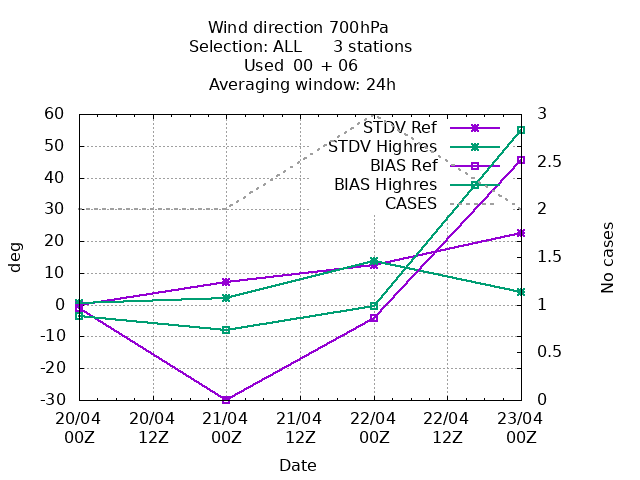 Wind direction 700hPa
Selection: ALL 3 stations
Used 00 + 06
Averaging window: 24h
60
50
40
30
20
10
0
-10
-20
-30
deg
3
2.5
2
1.5
1
0.5
0
No cases
STDV Ref
STDV Highres
BIAS Ref
BIAS Highres
CASES
20/04 20/04 21/04 21/04 22/04 22/04 23/04
00Z 12Z 00Z 12Z 00Z 12Z 00Z
Date